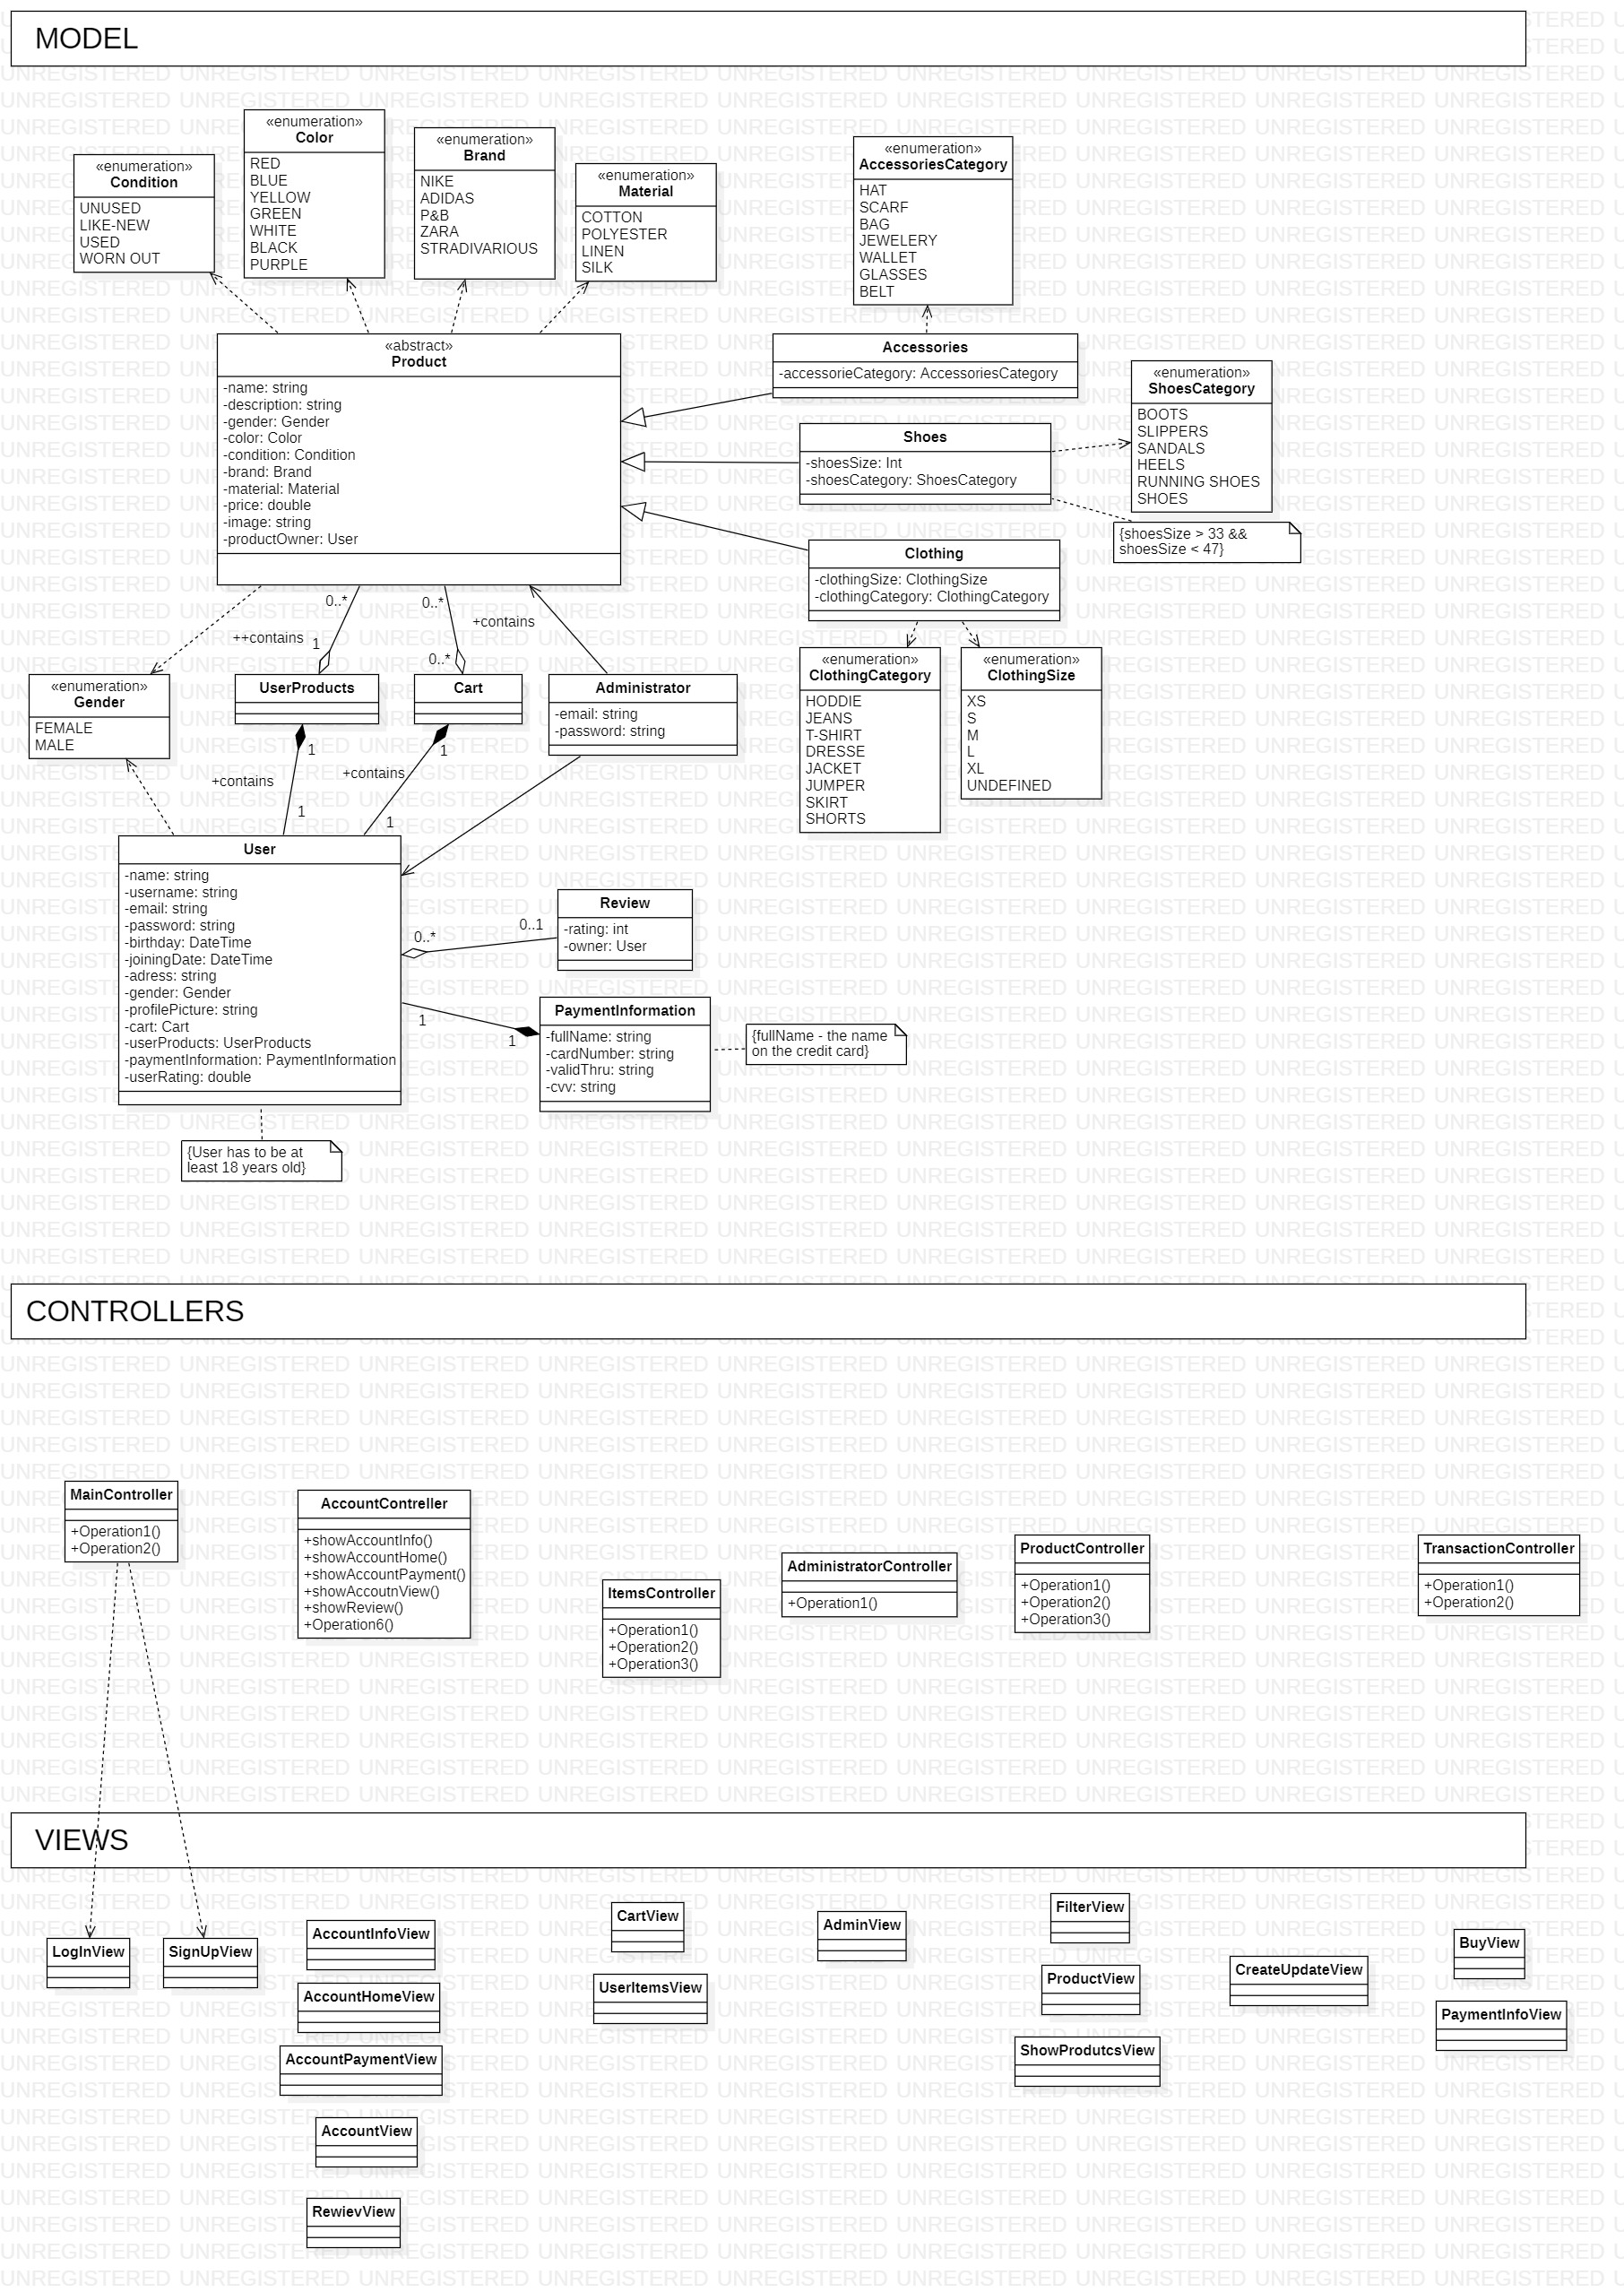 MODEL
«enumeration»
Condition
UNUSED
LIKE-NEW
USED
WORN OUT
«enumeration»
Color
RED
BLUE
YELLOW
GREEN
WHITE
BLACK
PURPLE
«enumeration»
Brand
NIKE
ADIDAS
P&B
ZARA
STRADIVARIOUS
«enumeration»
Material
COTTON
POLYESTER
LINEN
SILK
«enumeration»
AccessoriesCategory
HAT
SCARF
BAG
JEWELERY
WALLET
GLASSES
BELT
«abstract»
Product
-name: string
-description: string
-gender: Gender
-color: Color
-condition: Condition
-brand: Brand
-material: Material
-price: double
-image: string
-productOwner: User
Accessories
-accessorieCategory: AccessoriesCategory
Shoes
-shoesSize: Int
-shoesCategory: ShoesCategory
«enumeration»
ShoesCategory
BOOTS
SLIPPERS
SANDALS
HEELS
RUNNING SHOES
SHOES
{shoesSize > 33 &&
shoesSize < 47}
Clothing
-clothingSize: ClothingSize
-clothingCategory: ClothingCategory
«enumeration»
ClothingCategory
HODDIE
JEANS
T-SHIRT
DRESSE
JACKET
JUMPER
SKIRT
SHORTS
«enumeration»
ClothingSize
XS
S
M
L
XL
UNDEFINED
0..*
0..*
+contains
++contains
1
0..*
«enumeration»
Gender
FEMALE
MALE
UserProducts
Cart
Administrator
-email: string
-password: string
1
1
+contains
+contains
1
1
User
-name: string
-username: string
-email: string
-password: string
-birthday: DateTime
-joiningDate: DateTime
-adress: string
-gender: Gender
-profilePicture: string
-cart: Cart
-userProducts: UserProducts
-paymentInformation: PaymentInformation
-userRating: double
0..*
0..1
Review
-rating: int
-owner: User
1
1
PaymentInformation
-fullName: string
-cardNumber: string
-validThru: string
-cvv: string
{fullName - the name
on the credit card}
{User has to be at
least 18 years old}
CONTROLLERS
MainController
+Operation1()
+Operation2()
AccountContreller
+showAccountInfo()
+showAccountHome()
+showAccountPayment()
+showAccoutnView()
+showReview()
+Operation6()
ItemsController
+Operation1()
+Operation2()
+Operation3()
AdministratorController
+Operation1()
ProductController
+Operation1()
+Operation2()
+Operation3()
TransactionController
+Operation1()
+Operation2()
VIEWS
LogInView
SignUpView
AccountInfoView
AccountHomeView
AccountPaymentView
AccountView
RewievView
CartView
UserItemsView
AdminView
FilterView
ProductView
ShowProdutcsView
CreateUpdateView
BuyView
PaymentInfoView